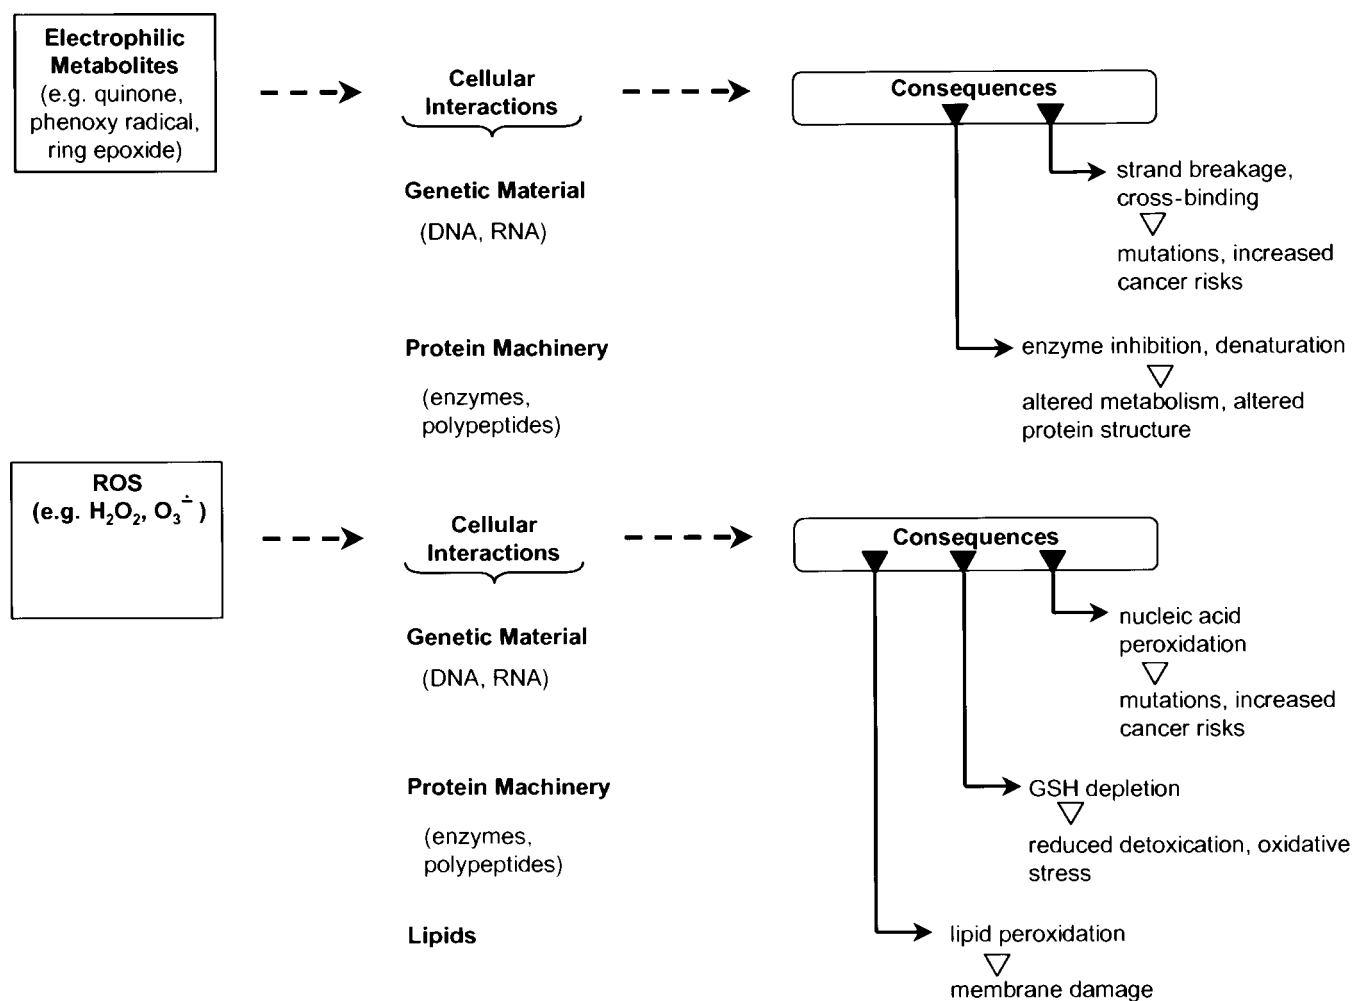 Electrophilic
Metabolites
(e.g. quinone,
phenoxy radical,
ring epoxide)
Cellular
Interactions
Consequences
Genetic Material
(DNA, RNA)
strand breakage,
cross-binding
mutations, increased
cancer risks
Protein Machinery
(enzymes,
polypeptides)
enzyme inhibition, denaturation
altered metabolism, altered
protein structure
ROS
(e.g. H₂O₂, O₃∸ )
Cellular
Interactions
Consequences
Genetic Material
(DNA, RNA)
nucleic acid
peroxidation
mutations, increased
cancer risks
Protein Machinery
(enzymes,
polypeptides)
GSH depletion
reduced detoxication, oxidative
stress
Lipids
lipid peroxidation
membrane damage